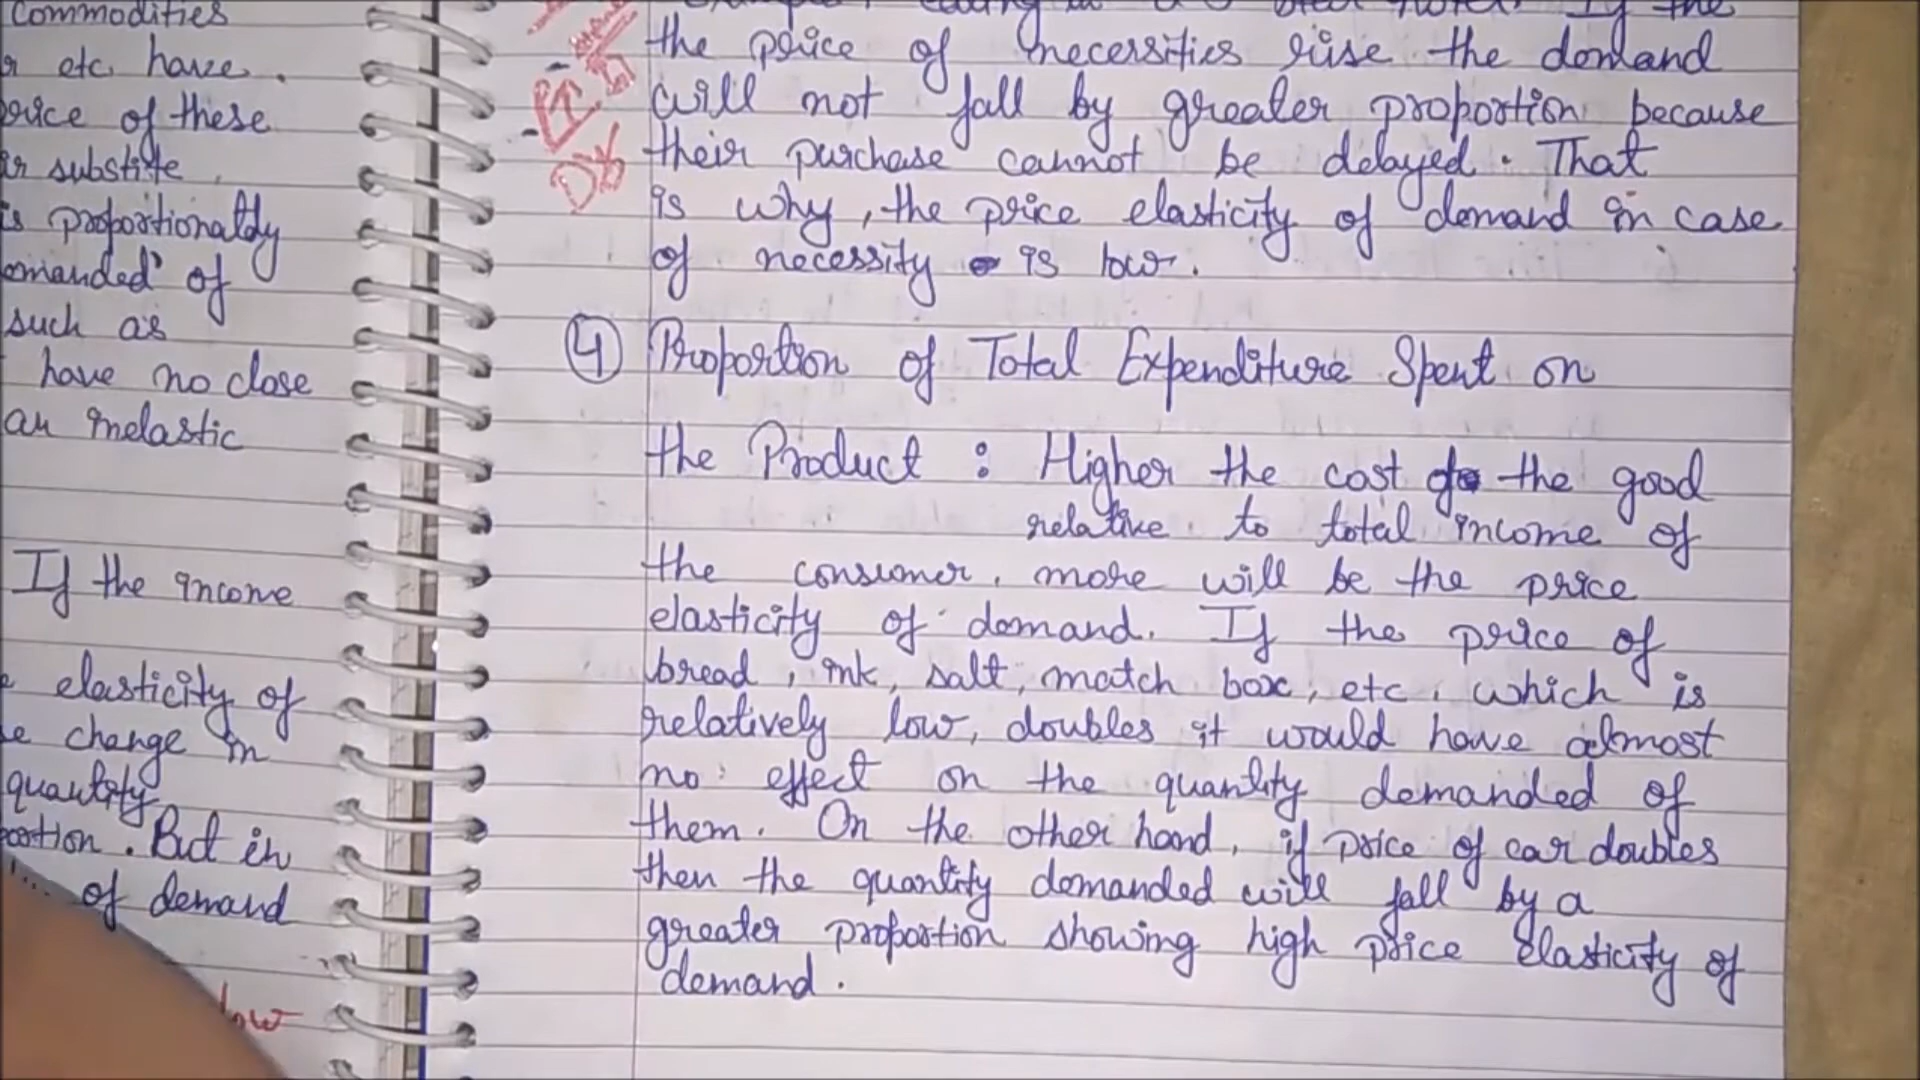 Commodities
r etc have.
price of these
ir substite
is proportionaldy
omanded of
such as
have no close
an inelastic
If the income
e elasticity of
e change in
quantity
portion. But in
of demand
low
the price of necessities rise the demand
will not fall by greater proportion because
their purchase cannot be delayed. That
is why, the price elasticity of demand in case
of necessity is low.
④ Proportion of Total Expenditure Spent on
the Product : Higher the cost of the good
relative to total income of
the consumer, more will be the price
elasticity of demand. If the price of
bread, ink, salt, match box, etc. which is
relatively low, doubles it would have almost
no effect on the quantity demanded of
them. On the other hand, if price of car doubles
then the quantity demanded will fall by a
greater proportion showing high price elasticity of
demand.